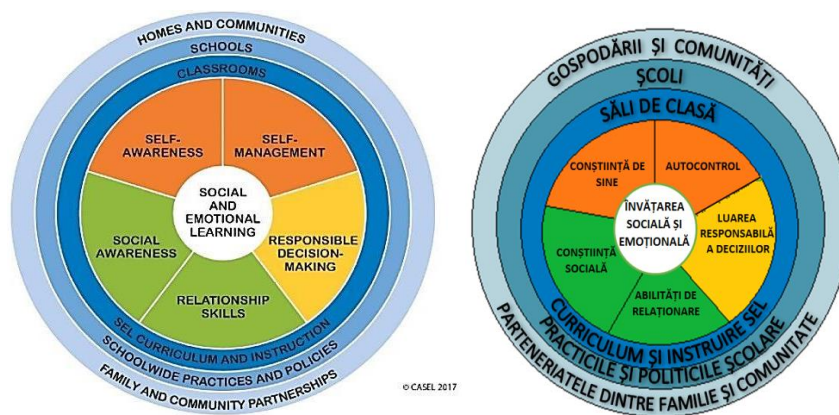 HOMES AND COMMUNITIES
SCHOOLS
CLASSROOMS
SELF-
AWARENESS
SELF-
MANAGEMENT
SOCIAL
AND
EMOTIONAL
LEARNING
SOCIAL
AWARENESS
RESPONSIBLE
DECISION-
MAKING
RELATIONSHIP
SKILLS
SEL CURRICULUM AND INSTRUCTION
SCHOOLWIDE PRACTICES AND POLICIES
FAMILY AND COMMUNITY PARTNERSHIPS
© CASEL 2017
GOSPODĂRII ȘI COMUNITĂȚI
ȘCOLI
SĂLI DE CLASĂ
CONȘTIINȚĂ DE
SINE
AUTOCONTROL
ÎNVĂȚAREA
SOCIALĂ ȘI
EMOȚIONALĂ
LUAREA
RESPONSABILĂ
A DECIZIILOR
CONȘTIINȚĂ
SOCIALĂ
ABILITĂȚI DE
RELAȚIONARE
CURRICULUM ȘI INSTRUIRE SEL
PRACTICILE ȘI POLITICILE ȘCOLARE
PARTENERIATELE DINTRE FAMILIE ȘI COMUNITATE